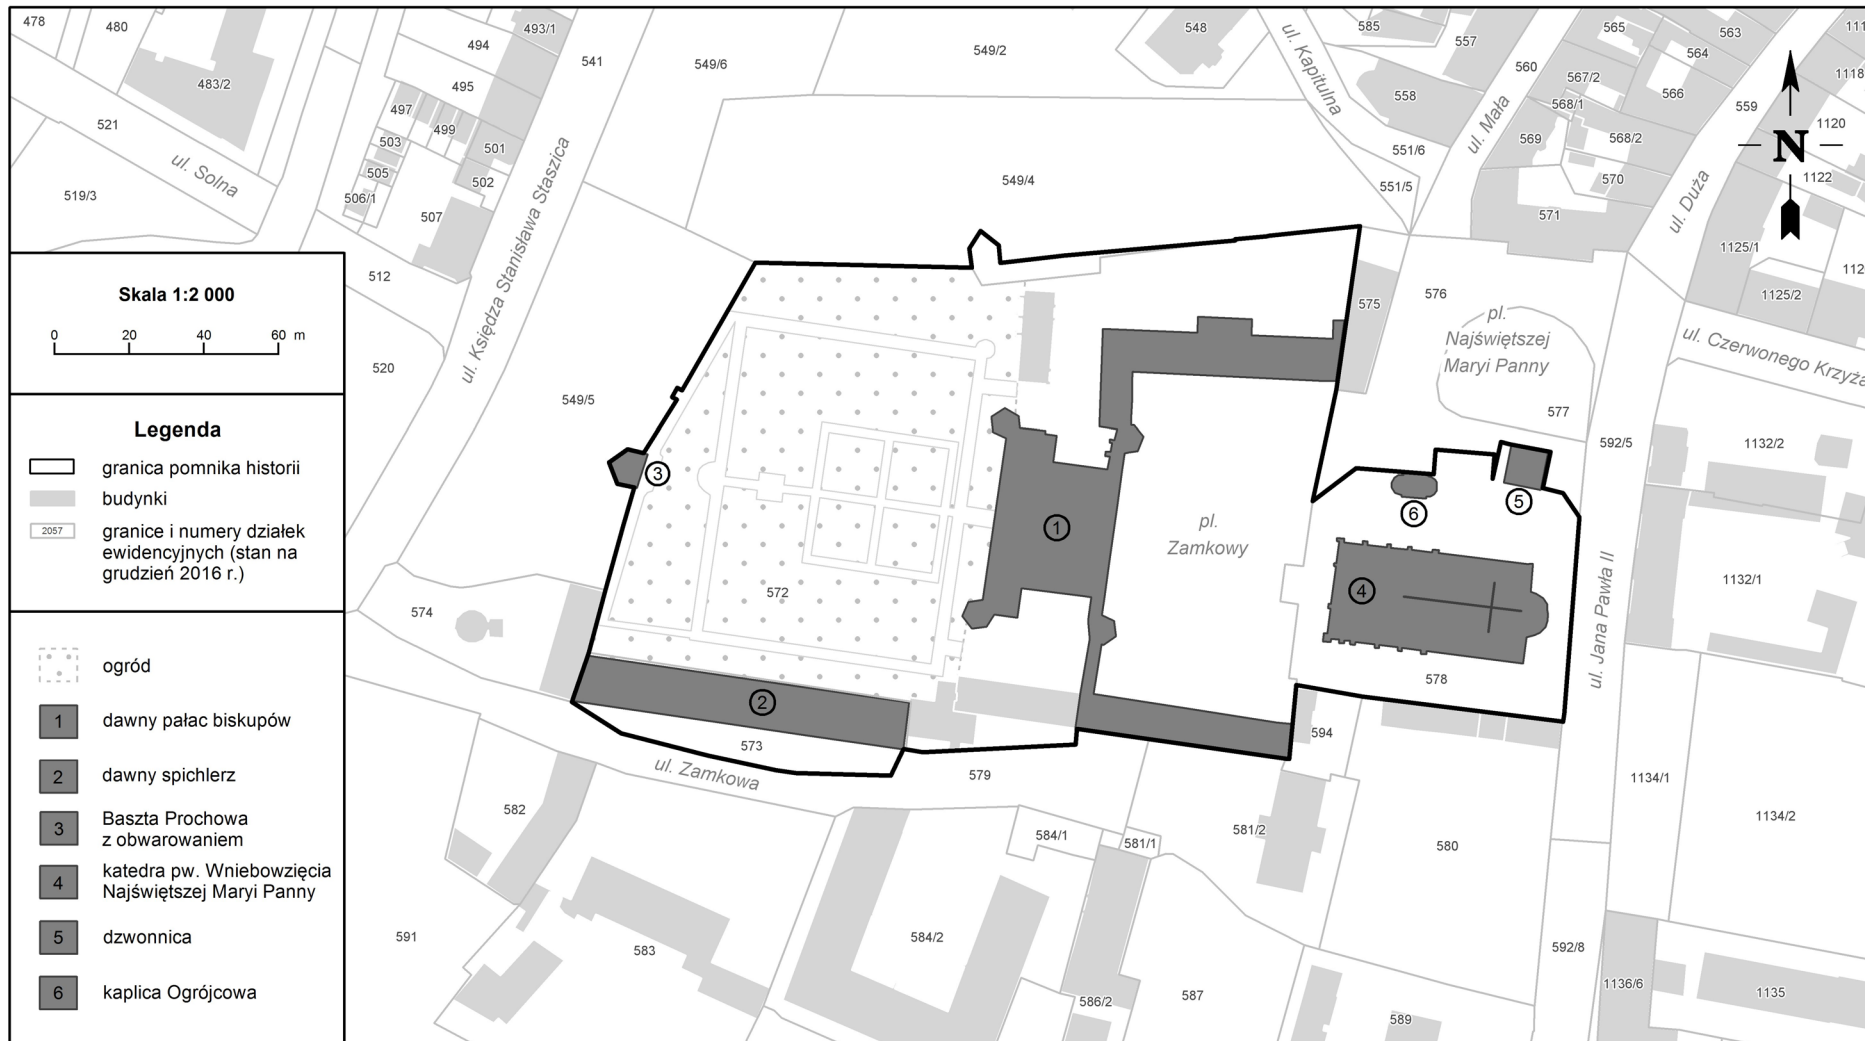 478
480
483/2
493/1
494
495
497
499
501
502
503
505
506/1
507
521
ul. Solna
519/3
512
520
541
ul. Księdza Stanisława Staszica
549/6
549/2
549/4
549/5
548
ul. Kapitulna
585
557
558
560
ul. Mała
551/6
551/5
565
563
564
567/2
566
568/1
568/2
569
570
571
559
ul. Duża
1118
1120
1122
1125/1
1125/2
N
575
576
pl.
Najświętszej
Maryi Panny
577
592/5
ul. Czerwonego Krzyża
1132/2
1132/1
ul. Jana Pawła II
3
1
pl.
Zamkowy
6
5
4
578
572
574
2
573
ul. Zamkowa
579
594
582
584/1
581/1
581/2
580
1134/1
1134/2
591
583
584/2
586/2
587
589
592/8
1136/6
1135
Skala 1:2 000
0 20 40 60 m
Legenda
granica pomnika historii
budynki
2057
granice i numery działek
ewidencyjnych (stan na
grudzień 2016 r.)
ogród
1 dawny pałac biskupów
2 dawny spichlerz
3 Baszta Prochowa
z obwarowaniem
4 katedra pw. Wniebowzięcia
Najświętszej Maryi Panny
5 dzwonnica
6 kaplica Ogrójcowa